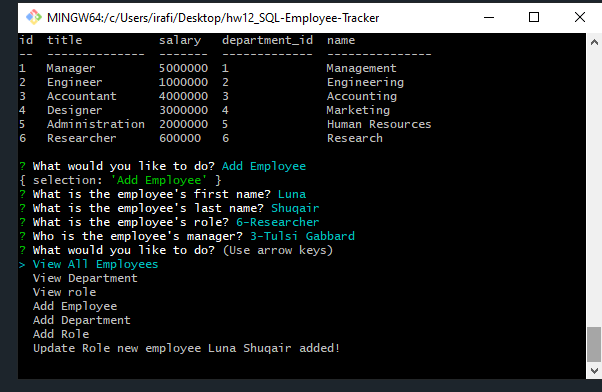 MINGW64:/c/Users/irafi/Desktop/hw12_SQL-Employee-Tracker
id  title           salary   department_id  name
--  --------------  -------  -------------  ---------------
1   Manager         5000000  1              Management
2   Engineer        1000000  2              Engineering
3   Accountant      4000000  3              Accounting
4   Designer        3000000  4              Marketing
5   Administration  2000000  5              Human Resources
6   Researcher      600000   6              Research
? What would you like to do? Add Employee
{ selection: 'Add Employee' }
? What is the employee's first name? Luna
? What is the employee's last name? Shuqair
? What is the employee's role? 6-Researcher
? Who is the employee's manager? 3-Tulsi Gabbard
? What would you like to do? (Use arrow keys)
> View All Employees
View Department
View role
Add Employee
Add Department
Add Role
Update Role new employee Luna Shuqair added!